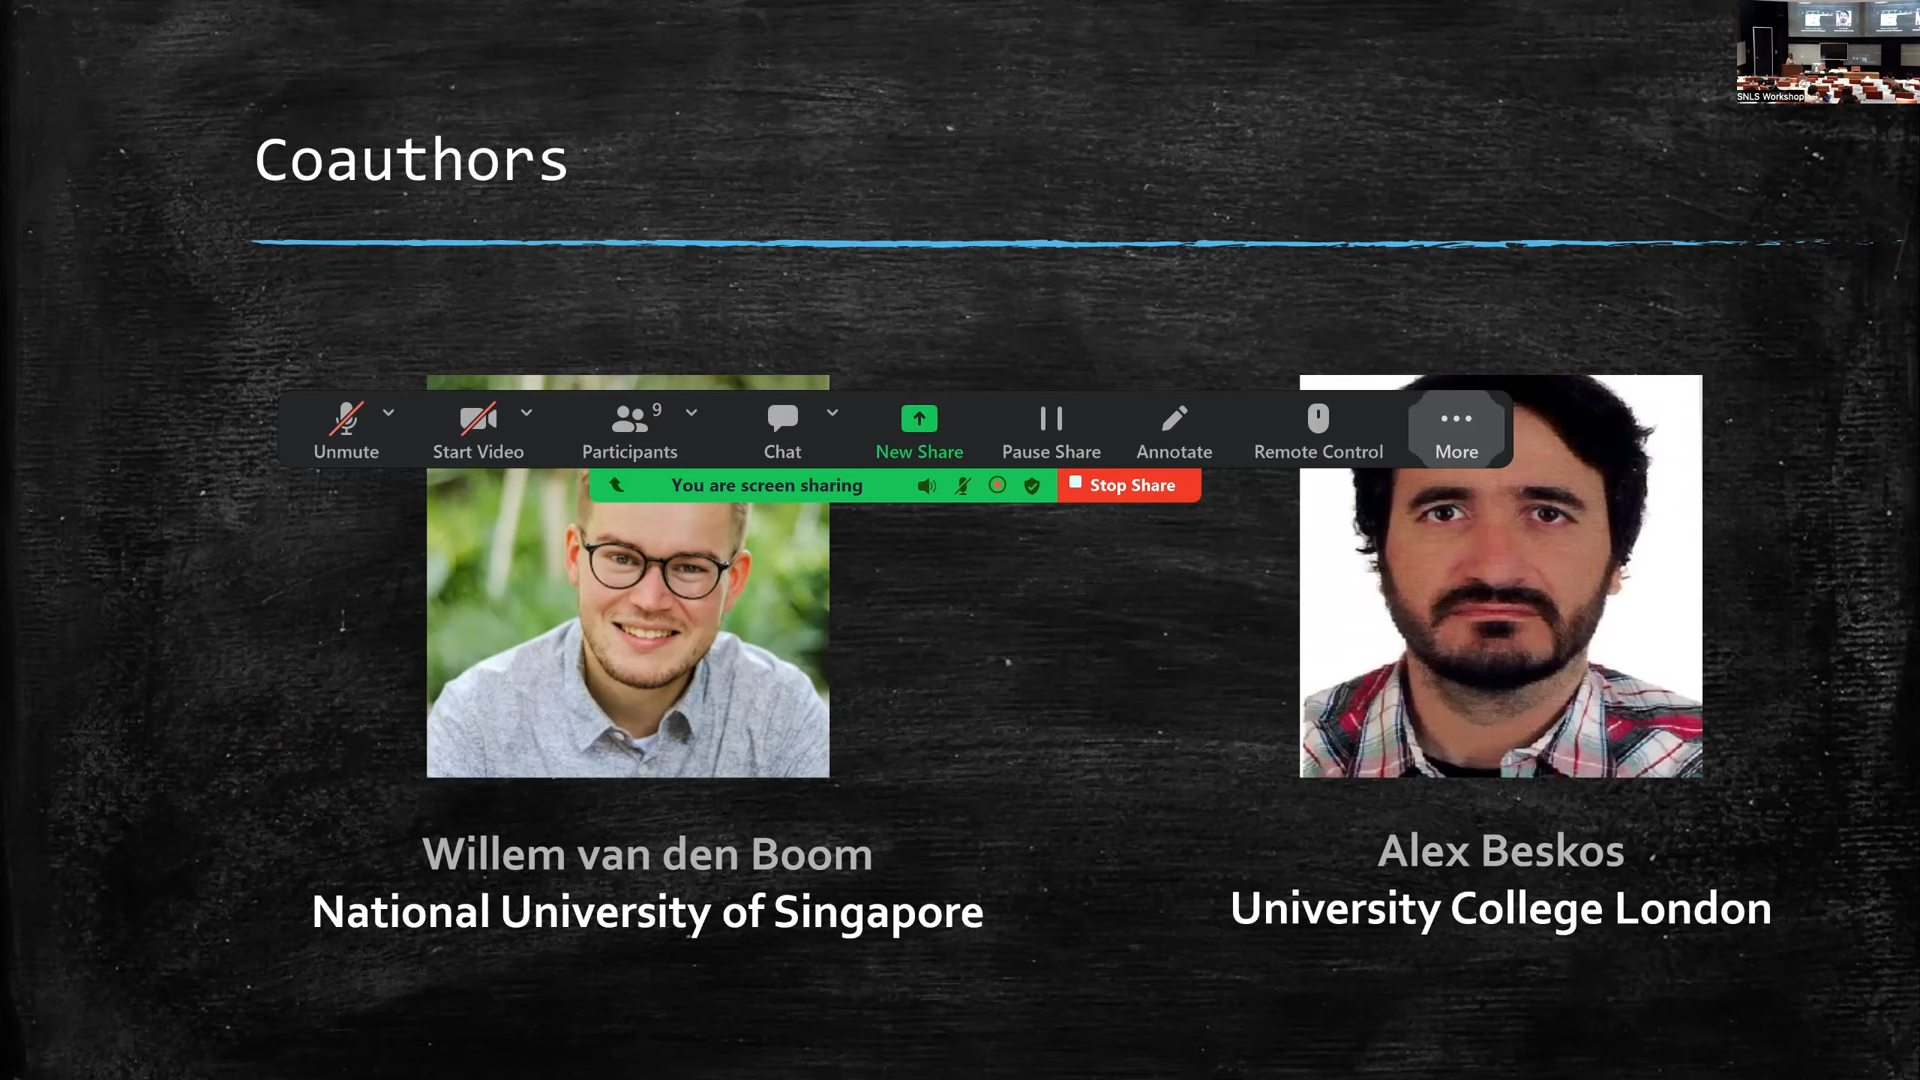 SNLS Workshop
Coauthors
9
Unmute
Start Video
Participants
Chat
New Share
Pause Share
Annotate
Remote Control
More
You are screen sharing
Stop Share
Willem van den Boom
National University of Singapore
Alex Beskos
University College London